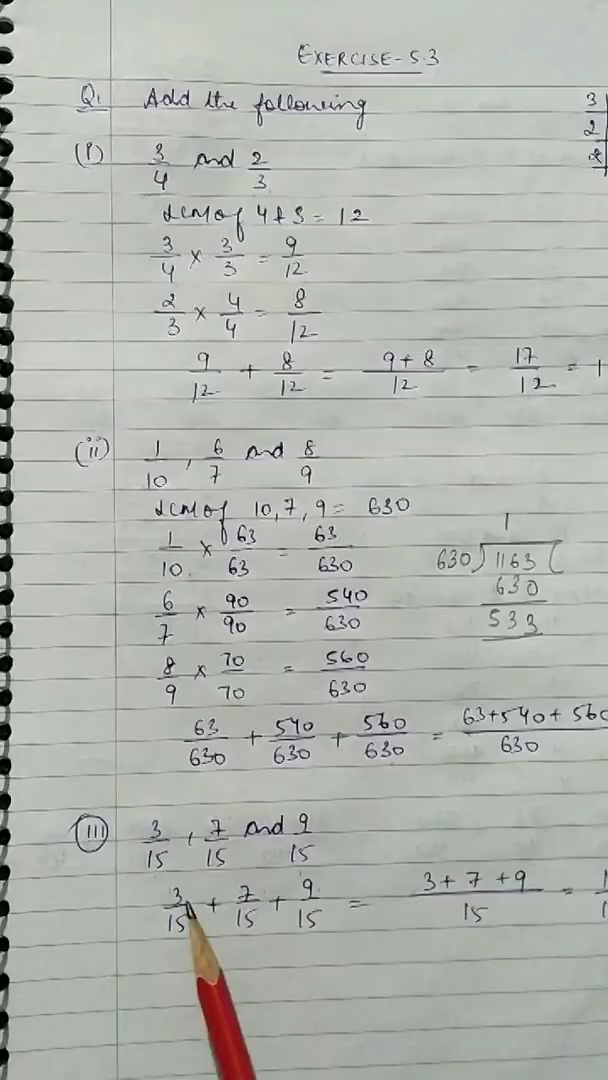 EXERCISE-5.3
Q1 Add the following
3
2
2
(i) 3/4 and 2/3
LCM of 4 & 3 = 12
3/4 × 3/3 = 9/12
2/3 × 4/4 = 8/12
9/12 + 8/12 = 9+8/12 = 17/12 = 1
(ii) 1/10, 6/7 and 8/9
LCM of 10, 7, 9 = 630
1/10 × 63/63 = 63/630
6/7 × 90/90 = 540/630
8/9 × 70/70 = 560/630
1
630)1163(
630
533
63/630 + 540/630 + 560/630 = 63+540+560/630
(III) 3/15, 7/15 and 9/15
3/15 + 7/15 + 9/15 = 3+7+9/15 =